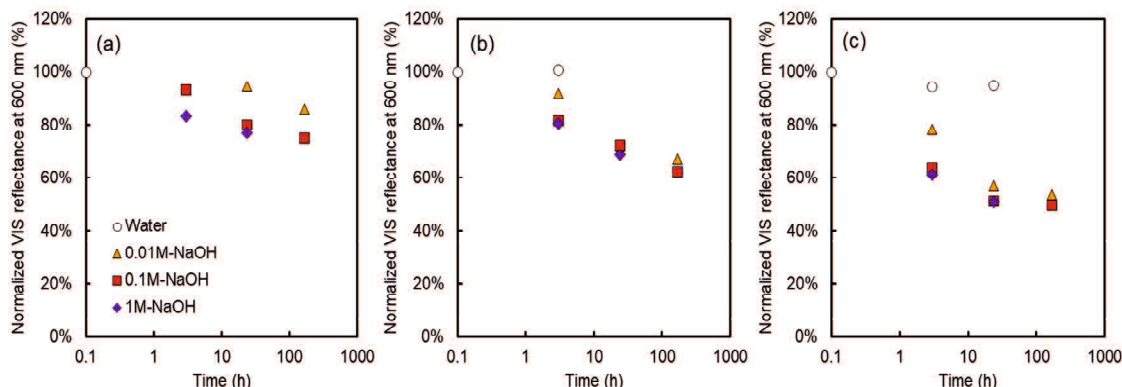 Normalized VIS reflectance at 600 nm (%)
120%
100%
80%
60%
40%
20%
0%
(a)
Water
0.01M-NaOH
0.1M-NaOH
1M-NaOH
0.1 1 10 100 1000
Time (h)
Normalized VIS reflectance at 600 nm (%)
120%
100%
80%
60%
40%
20%
0%
(b)
0.1 1 10 100 1000
Time (h)
Normalized VIS reflectance at 600 nm (%)
120%
100%
80%
60%
40%
20%
0%
(c)
0.1 1 10 100 1000
Time (h)